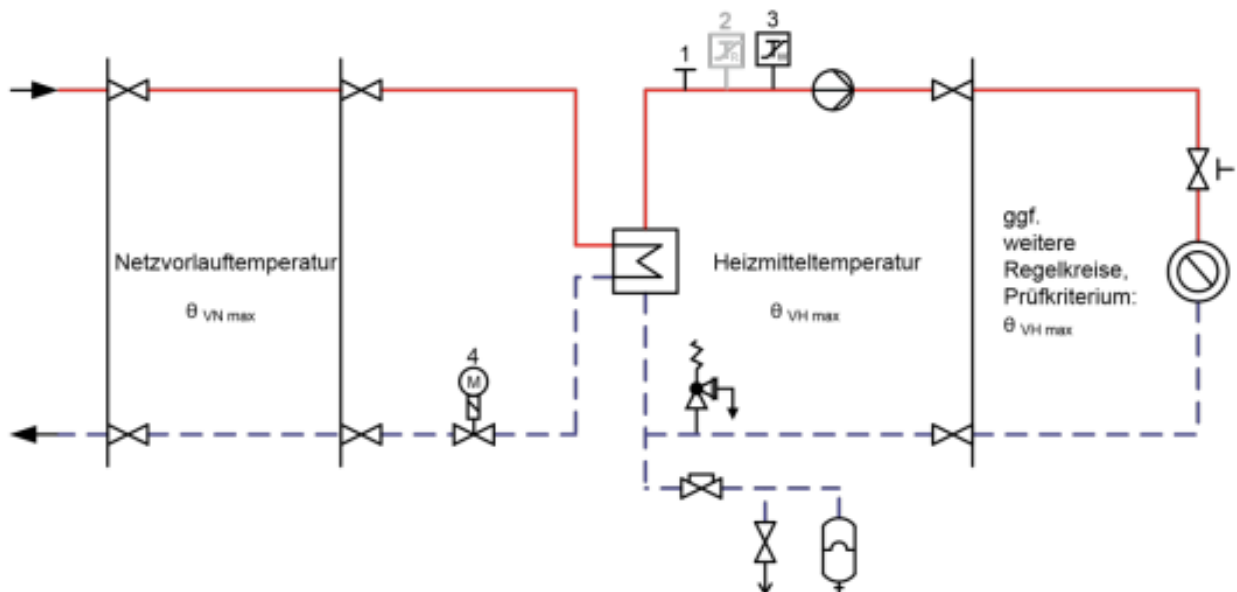 1
2
3
R
Netzvorlauftemperatur
θ VN max
Heizmitteltemperatur
θ VH max
ggf.
weitere
Regelkreise,
Prüfkriterium:
θ VH max
4
M